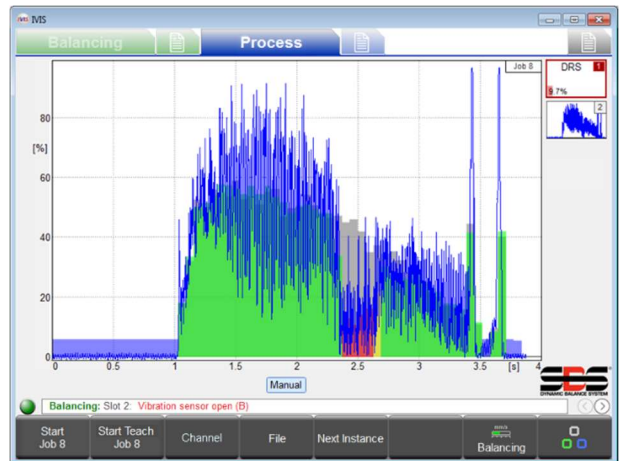 IVIS
Balancing
Process
Job 8
DRS 1
9.7%
2
80
[%]
60
40
20
0
0 0.5 1 1.5 2 2.5 3 3.5 [s] 4
Manual
SBS
DYNAMIC BALANCE SYSTEM
Balancing: Slot 2: Vibration sensor open (B)
Start Job 8
Start Teach Job 8
Channel
File
Next Instance
Balancing